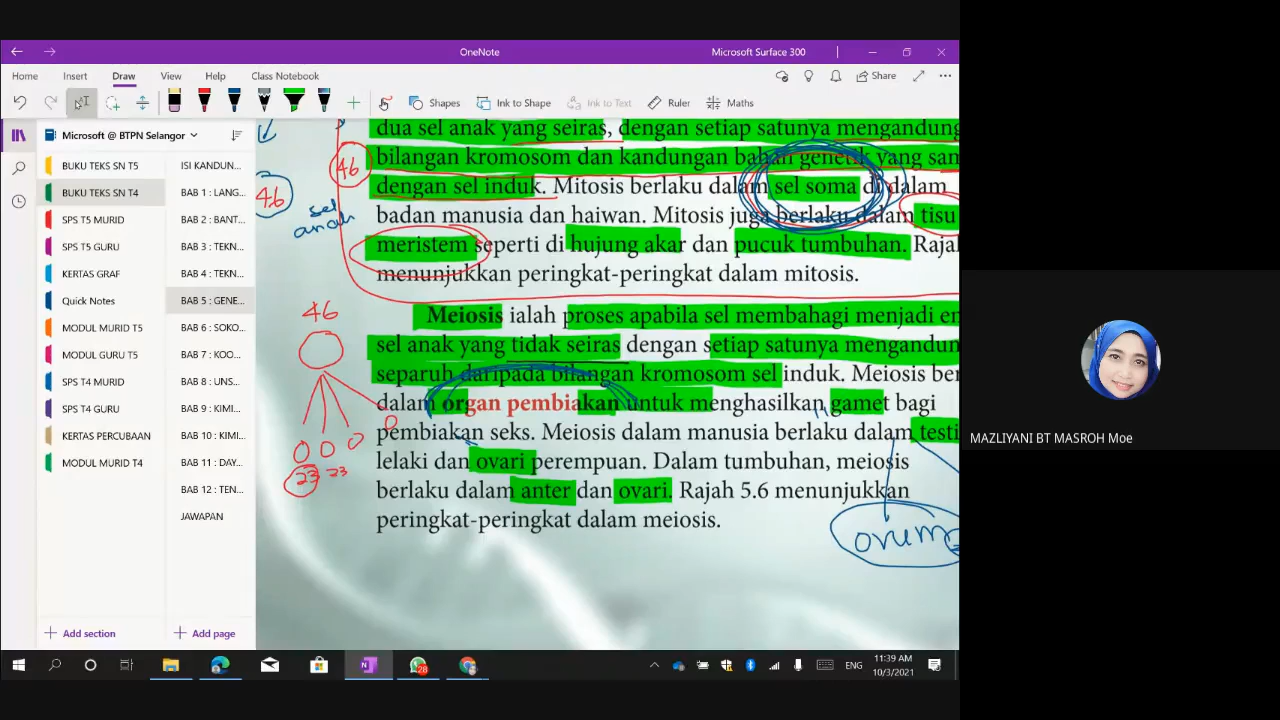 OneNote
Microsoft Surface 300
Home Insert Draw View Help Class Notebook
Share
Shapes Ink to Shape Ink to Text Ruler Maths
Microsoft @ BTPN Selangor
BUKU TEKS SN T5
BUKU TEKS SN T4
SPS T5 MURID
SPS T5 GURU
KERTAS GRAF
Quick Notes
MODUL MURID T5
MODUL GURU T5
SPS T4 MURID
SPS T4 GURU
KERTAS PERCUBAAN
MODUL MURID T4
Add section
ISI KANDUN...
BAB 1 : LANG...
BAB 2 : BANT...
BAB 3 : TEKN...
BAB 4 : TEKN...
BAB 5 : GENE...
BAB 6 : SOKO...
BAB 7 : KOO...
BAB 8 : UNS...
BAB 9 : KIMI...
BAB 10 : KIMI...
BAB 11 : DAY...
BAB 12 : TEN...
JAWAPAN
Add page
46
46
sel
anak
dua sel anak yang seiras, dengan setiap satunya mengandung
bilangan kromosom dan kandungan bahan genetik yang sam
dengan sel induk. Mitosis berlaku dalam sel soma di dalam
badan manusia dan haiwan. Mitosis juga berlaku dalam tisu
meristem seperti di hujung akar dan pucuk tumbuhan. Rajah
menunjukkan peringkat-peringkat dalam mitosis.
46
23 23
Meiosis ialah proses apabila sel membahagi menjadi em
sel anak yang tidak seiras dengan setiap satunya mengandun
separuh daripada bilangan kromosom sel induk. Meiosis ber
dalam organ pembiakan untuk menghasilkan gamet bagi
pembiakan seks. Meiosis dalam manusia berlaku dalam testi
lelaki dan ovari perempuan. Dalam tumbuhan, meiosis
berlaku dalam anter dan ovari. Rajah 5.6 menunjukkan
peringkat-peringkat dalam meiosis.
ovum
MAZLIYANI BT MASROH Moe
28
ENG
11:39 AM
10/3/2021